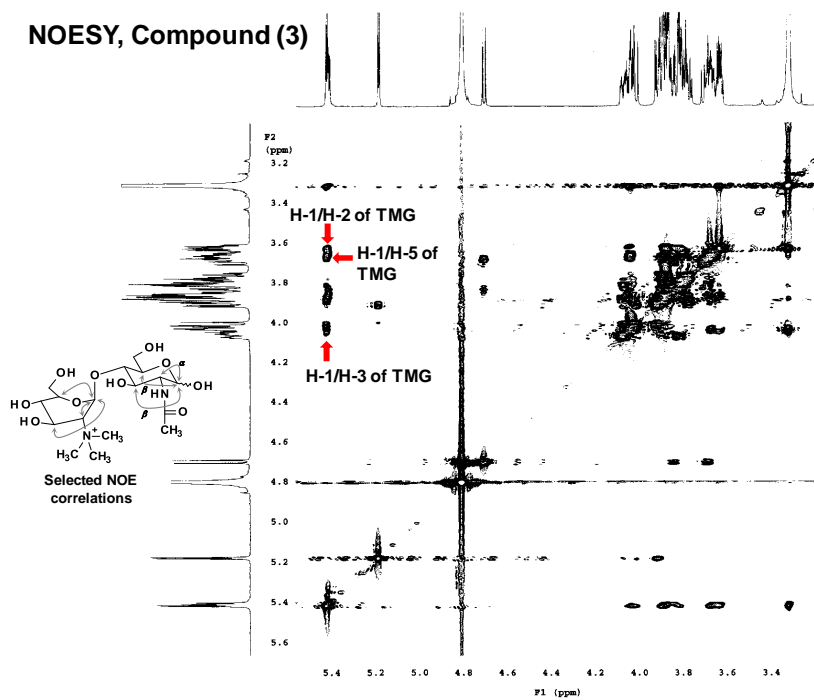 NOESY, Compound (3)
F2
(ppm)
3.2
3.4
3.6
3.8
4.0
4.2
4.4
4.6
4.8
5.0
5.2
5.4
5.6
H-1/H-2 of TMG
H-1/H-5 of
TMG
H-1/H-3 of TMG
OH
HO
O
O
α
OH
O
HO
β
NH
OH
HO
HO
β
O
N+
CH3
H3C
CH3
CH3
Selected NOE
correlations
5.4 5.2 5.0 4.8 4.6 4.4 4.2 4.0 3.8 3.6 3.4
F1 (ppm)